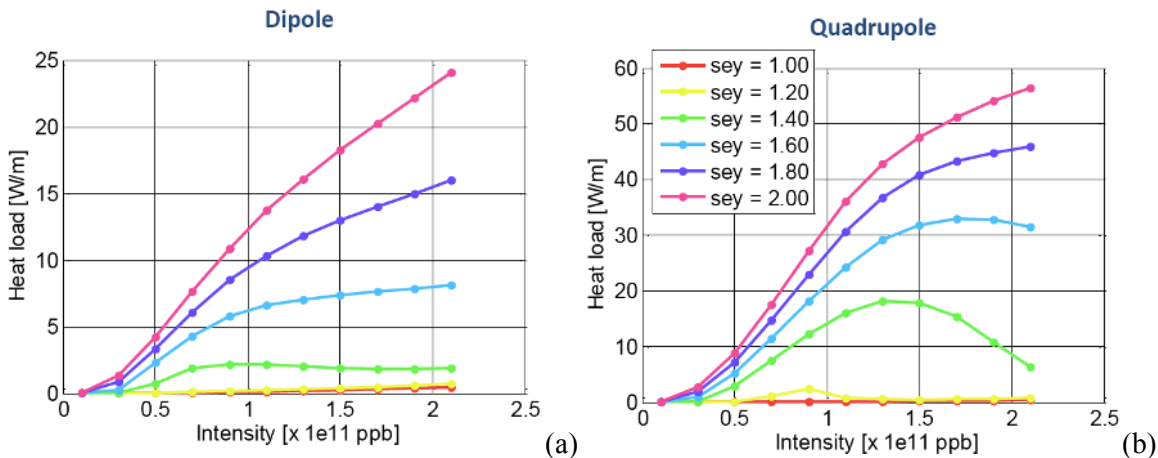 Dipole
25
20
15
10
5
0
Heat load [W/m]
0 0.5 1 1.5 2 2.5
Intensity [x 1e11 ppb]
(a)
Quadrupole
60
50
40
30
20
10
0
Heat load [W/m]
sey = 1.00
sey = 1.20
sey = 1.40
sey = 1.60
sey = 1.80
sey = 2.00
0 0.5 1 1.5 2 2.5
Intensity [x 1e11 ppb]
(b)